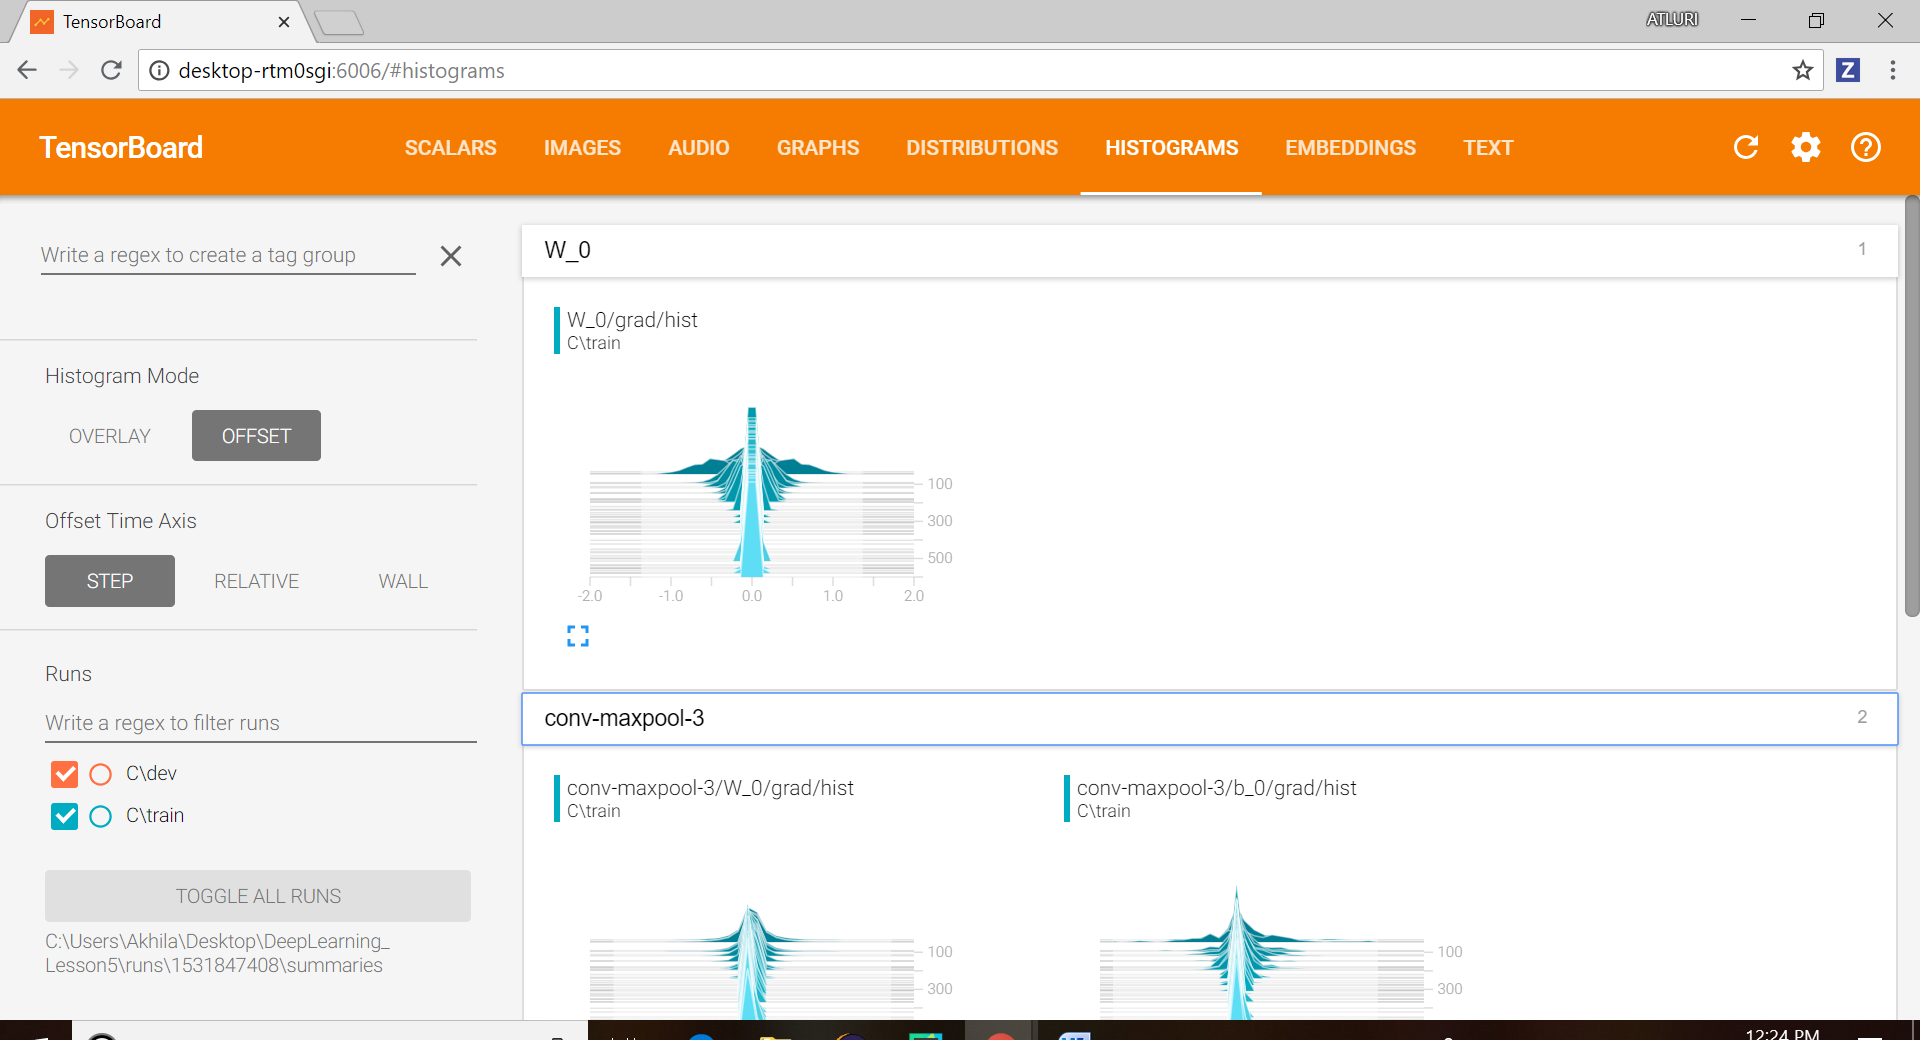 TensorBoard
ATLURI
desktop-rtm0sgi:6006/#histograms
Z
TensorBoard
SCALARS IMAGES AUDIO GRAPHS DISTRIBUTIONS HISTOGRAMS EMBEDDINGS TEXT
Write a regex to create a tag group
Histogram Mode
OVERLAY OFFSET
Offset Time Axis
STEP RELATIVE WALL
Runs
Write a regex to filter runs
C\dev
C\train
TOGGLE ALL RUNS
C:\Users\Akhila\Desktop\DeepLearning_
Lesson5\runs\1531847408\summaries
W_0 1
W_0/grad/hist
C\train
100
300
500
-2.0 -1.0 0.0 1.0 2.0
conv-maxpool-3 2
conv-maxpool-3/W_0/grad/hist
C\train
100
300
conv-maxpool-3/b_0/grad/hist
C\train
100
300
12:24 PM